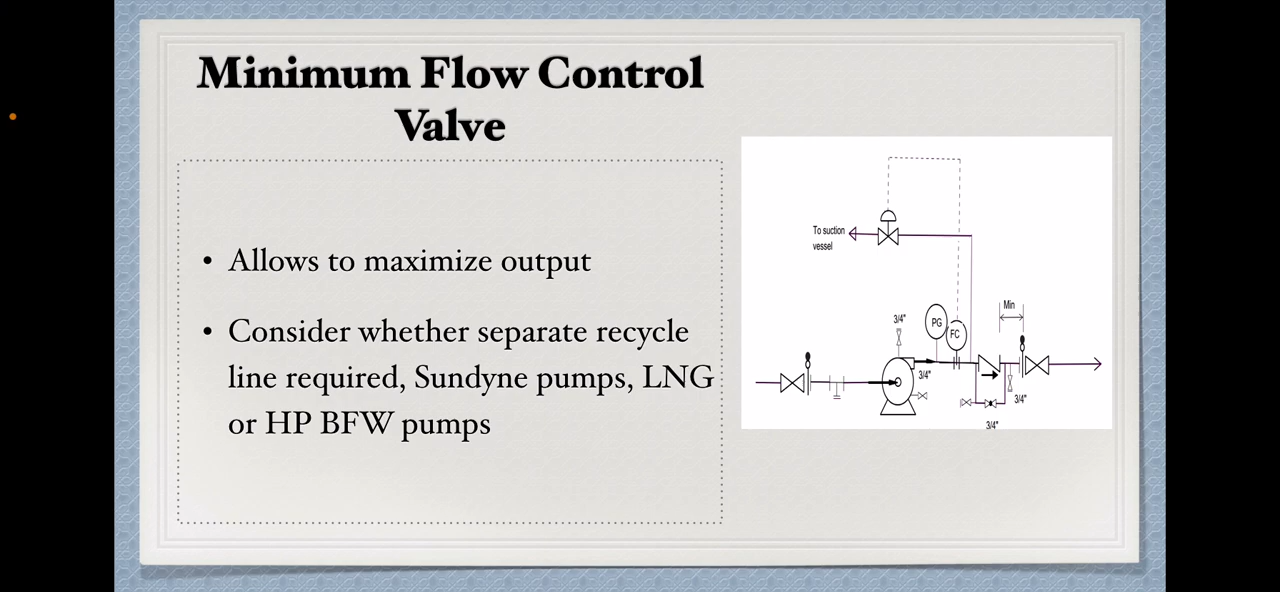 Minimum Flow Control
Valve
• Allows to maximize output
• Consider whether separate recycle
line required, Sundyne pumps, LNG
or HP BFW pumps
To suction
vessel
Min
3/4"
PG
FC
3/4"
3/4"
3/4"